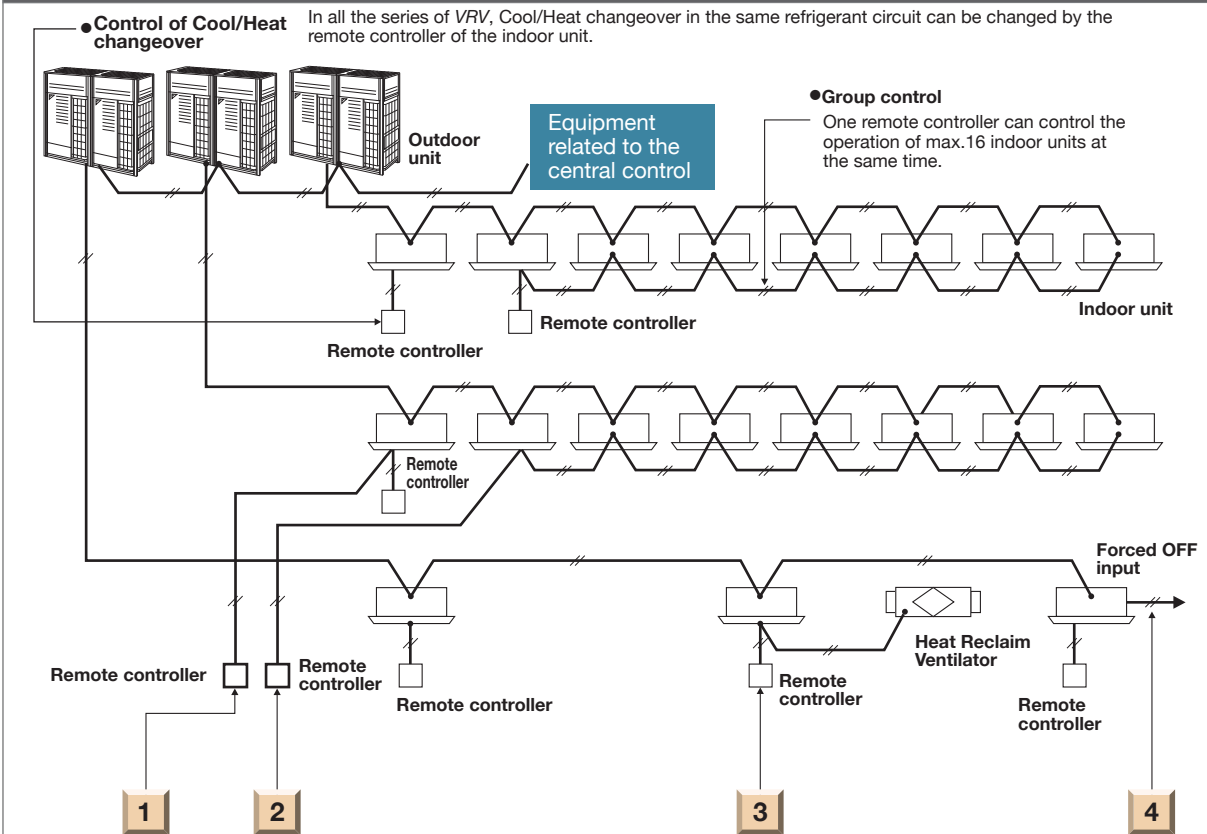 ●Control of Cool/Heat
changeover
In all the series of VRV, Cool/Heat changeover in the same refrigerant circuit can be changed by the
remote controller of the indoor unit.
Outdoor
unit
Equipment
related to the
central control
●Group control
One remote controller can control the
operation of max.16 indoor units at
the same time.
Indoor unit
Remote controller
Remote controller
Remote
controller
Forced OFF
input
Heat Reclaim
Ventilator
Remote controller
Remote
controller
Remote controller
Remote
controller
Remote
controller
1
2
3
4